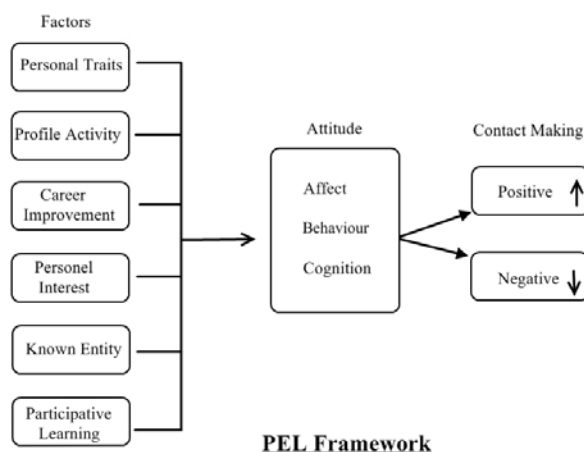 Factors
Personal Traits
Profile Activity
Career
Improvement
Personel
Interest
Known Entity
Participative
Learning
Attitude
Affect
Behaviour
Cognition
Contact Making
Positive
Negative
PEL Framework